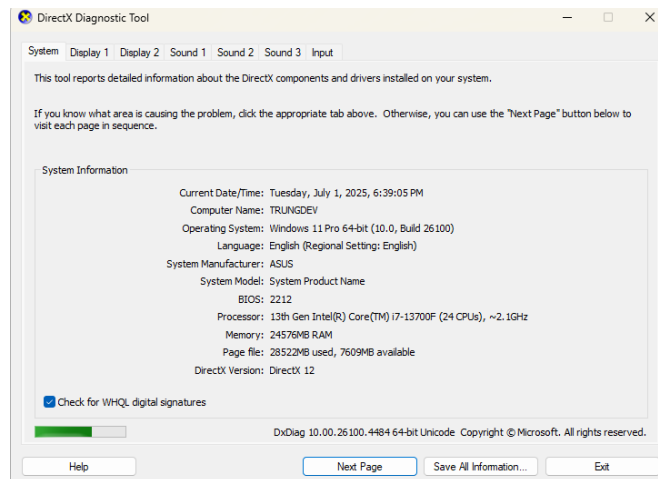 DirectX Diagnostic Tool
System Display 1 Display 2 Sound 1 Sound 2 Sound 3 Input
This tool reports detailed information about the DirectX components and drivers installed on your system.
If you know what area is causing the problem, click the appropriate tab above. Otherwise, you can use the "Next Page" button below to
visit each page in sequence.
System Information
Current Date/Time: Tuesday, July 1, 2025, 6:39:05 PM
Computer Name: TRUNGDEV
Operating System: Windows 11 Pro 64-bit (10.0, Build 26100)
Language: English (Regional Setting: English)
System Manufacturer: ASUS
System Model: System Product Name
BIOS: 2212
Processor: 13th Gen Intel(R) Core(TM) i7-13700F (24 CPUs), ~2.1GHz
Memory: 24576MB RAM
Page file: 28522MB used, 7609MB available
DirectX Version: DirectX 12
Check for WHQL digital signatures
DxDiag 10.00.26100.4484 64-bit Unicode Copyright © Microsoft. All rights reserved.
Help Next Page Save All Information... Exit